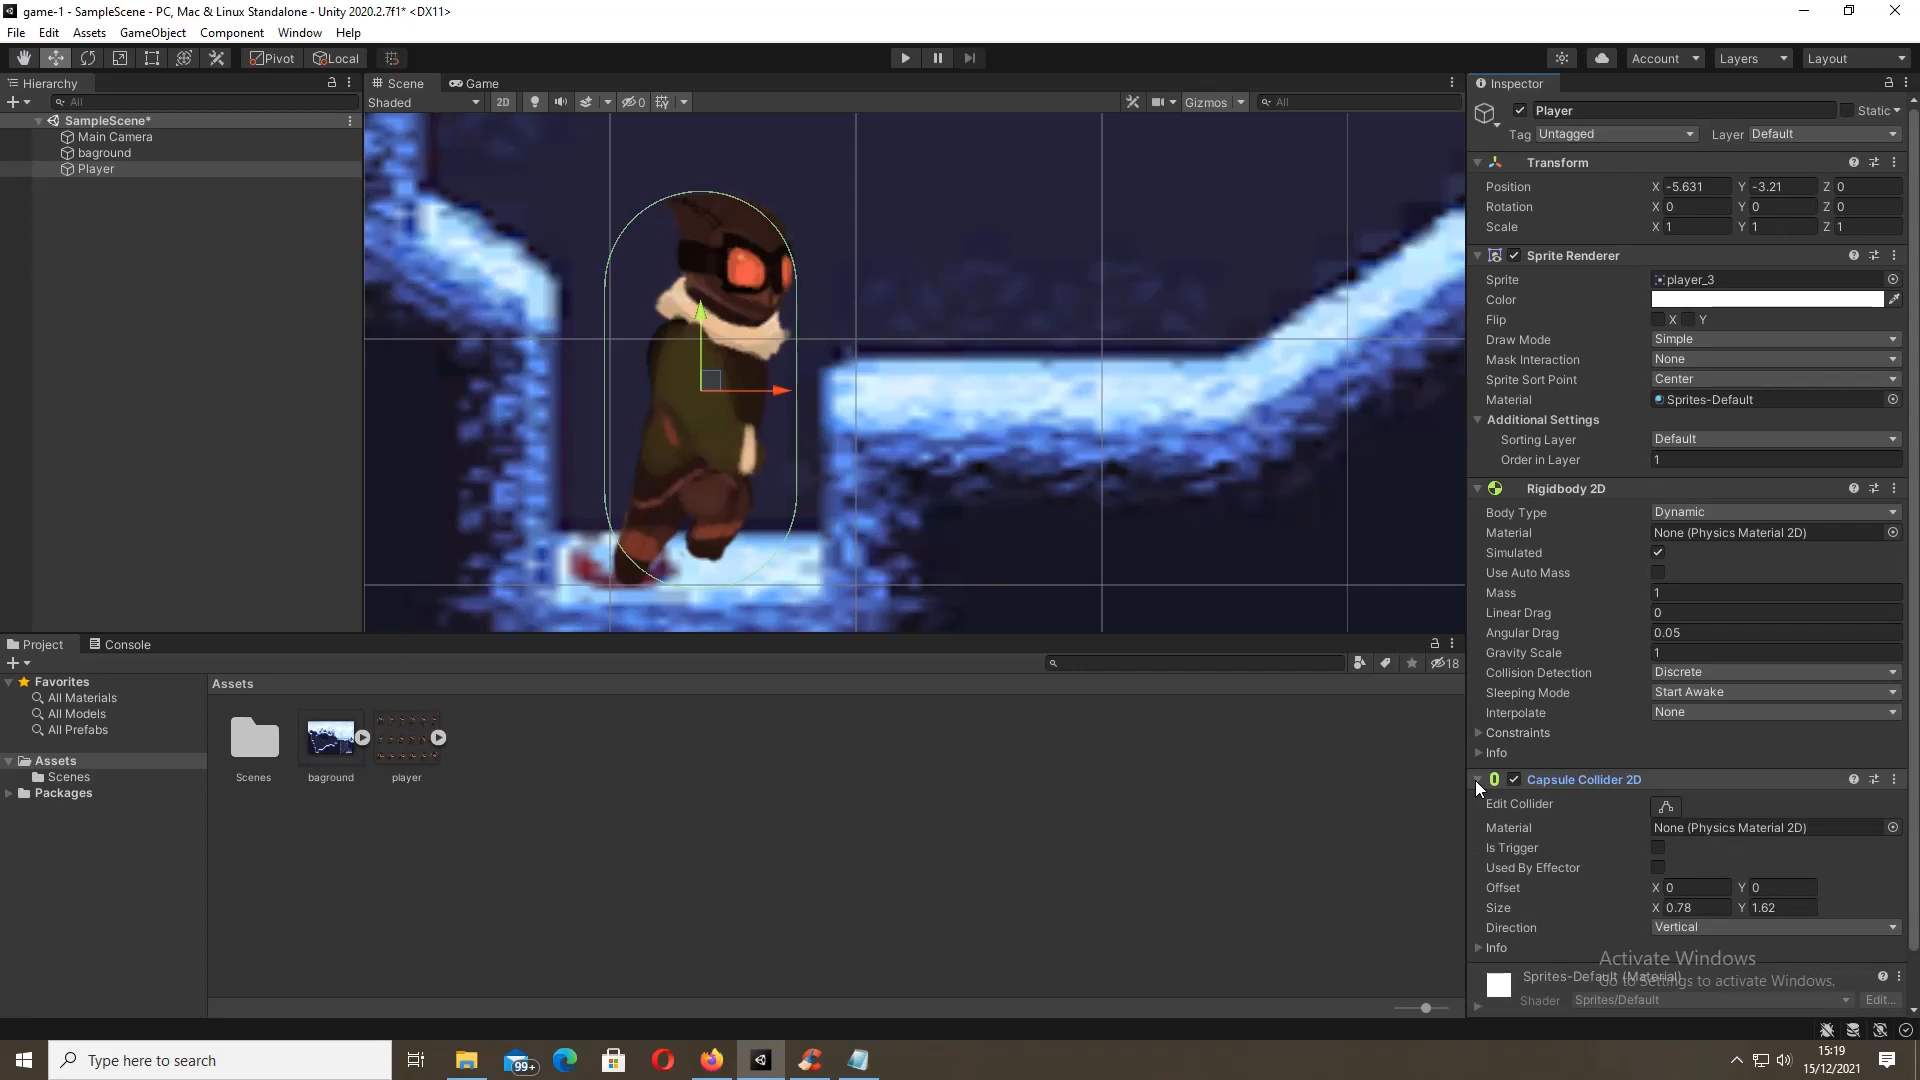 game-1 - SampleScene - PC, Mac & Linux Standalone - Unity 2020.2.7f1* <DX11>
File Edit Assets GameObject Component Window Help
Pivot Local Account Layers Layout
Hierarchy
All
SampleScene*
Main Camera
baground
Player
Scene Game
Shaded 2D 0 Gizmos All
Inspector
Player Static
Tag Untagged Layer Default
Transform
Position X -5.631 Y -3.21 Z 0
Rotation X 0 Y 0 Z 0
Scale X 1 Y 1 Z 1
Sprite Renderer
Sprite player_3
Color
Flip X Y
Draw Mode Simple
Mask Interaction None
Sprite Sort Point Center
Material Sprites-Default
Additional Settings
Sorting Layer Default
Order in Layer 1
Rigidbody 2D
Body Type Dynamic
Material None (Physics Material 2D)
Simulated
Use Auto Mass
Mass 1
Linear Drag 0
Angular Drag 0.05
Gravity Scale 1
Collision Detection Discrete
Sleeping Mode Start Awake
Interpolate None
Constraints
Info
Capsule Collider 2D
Edit Collider
Material None (Physics Material 2D)
Is Trigger
Used By Effector
Offset X 0 Y 0
Size X 0.78 Y 1.62
Direction Vertical
Info
Activate Windows
Go to Settings to activate Windows.
Sprites-Default (Material)
Shader Sprites/Default Edit...
Project Console
18
Favorites
All Materials
All Models
All Prefabs
Assets
Scenes
Packages
Assets
Scenes baground player
Type here to search
99+
15:19
15/12/2021